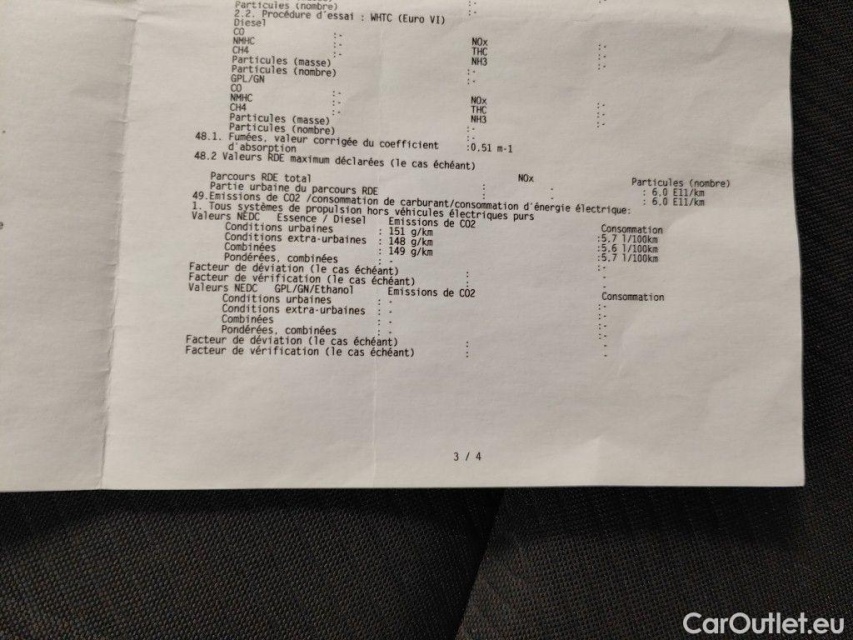 Particules (nombre) :-
2.2. Procédure d'essai : WHTC (Euro VI)
Diesel
CO :- NOx :-
NMHC :- THC :-
CH4 :- NH3 :-
Particules (masse) :-
Particules (nombre) :-
GPL/GN
CO :- NOx :-
NMHC :- THC :-
CH4 :- NH3 :-
Particules (masse) :-
Particules (nombre) :-
48.1. Fumées, valeur corrigée du coefficient
d'absorption :0,51 m-1
48.2 Valeurs RDE maximum déclarées (le cas échéant)
NOx Particules (nombre)
Parcours RDE total : - : 6.0 E11/km
Partie urbaine du parcours RDE : - : 6.0 E11/km
49.Emissions de CO2 /consommation de carburant/consommation d'énergie électrique:
1. Tous systèmes de propulsion hors véhicules électriques purs
Valeurs NEDC Essence / Diesel Emissions de CO2 Consommation
Conditions urbaines : 151 g/km :5.7 l/100km
Conditions extra-urbaines : 148 g/km :5.6 l/100km
Combinées : 149 g/km :5.7 l/100km
Pondérées, combinées : - :-
Facteur de déviation (le cas échéant) : -
Facteur de vérification (le cas échéant) : -
Valeurs NEDC GPL/GN/Ethanol Emissions de CO2 Consommation
Conditions urbaines : - :-
Conditions extra-urbaines : - :-
Combinées : - :-
Pondérées, combinées : - :-
Facteur de déviation (le cas échéant) : -
Facteur de vérification (le cas échéant) : -
3 / 4
CarOutlet.eu